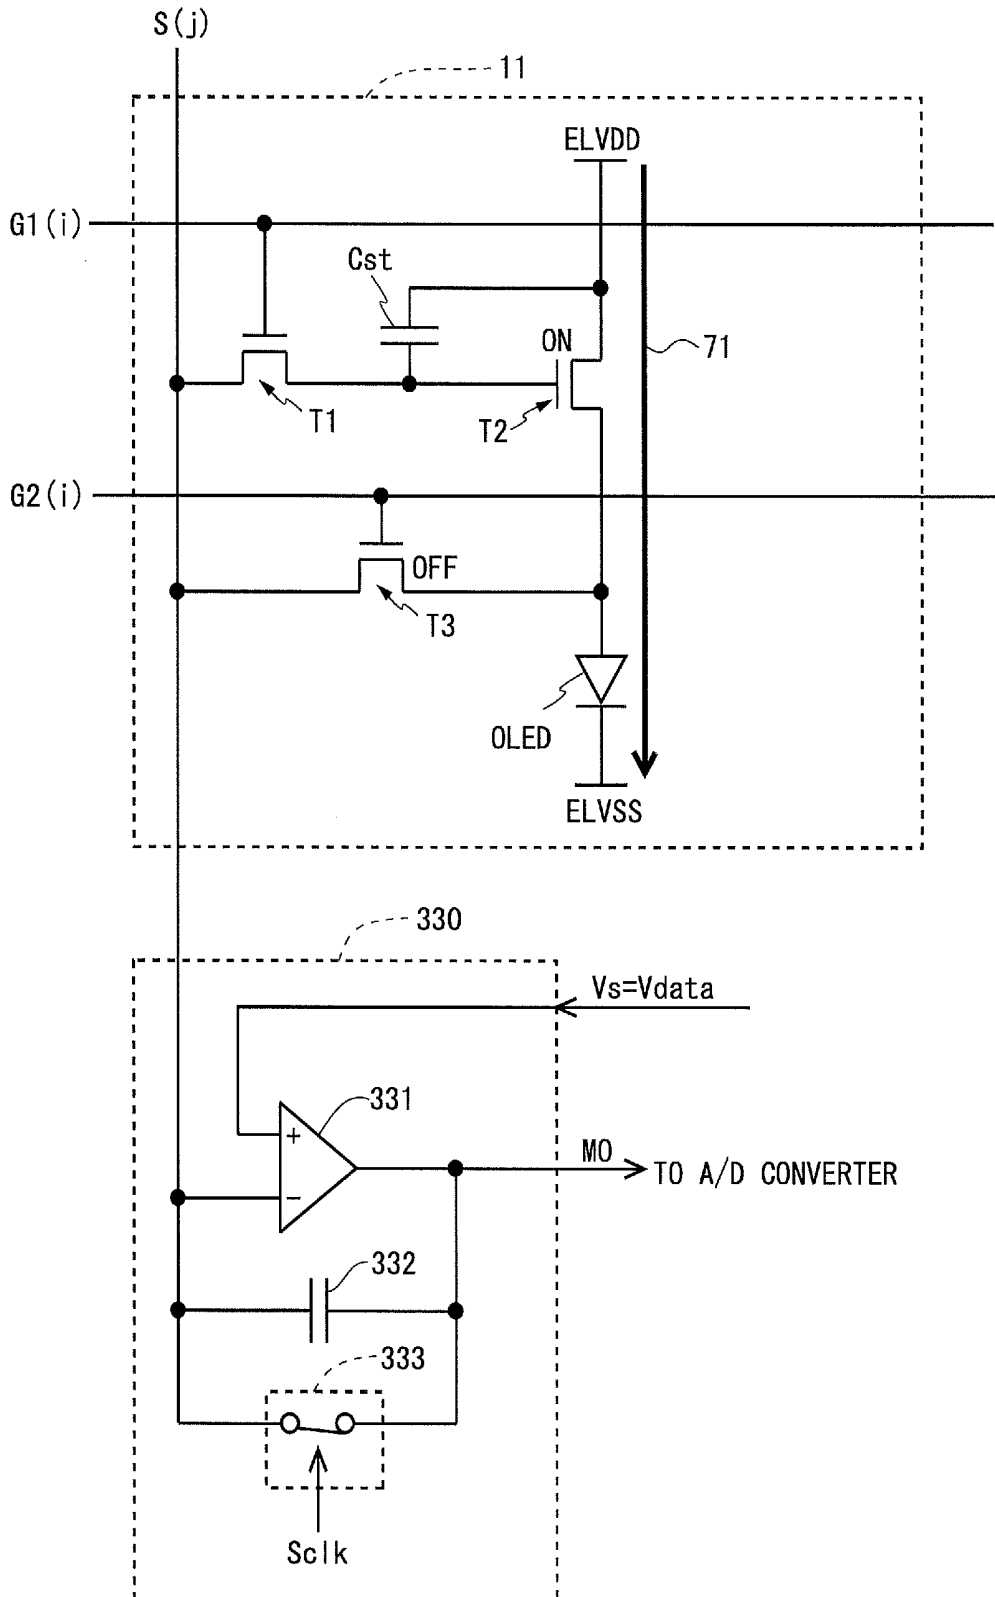 S(j)
11
ELVDD
G1(i)
Cst
ON
71
T1
T2
G2(i)
OFF
T3
OLED
ELVSS
330
Vs=Vdata
331
+
MO
TO A/D CONVERTER
−
332
333
Sclk